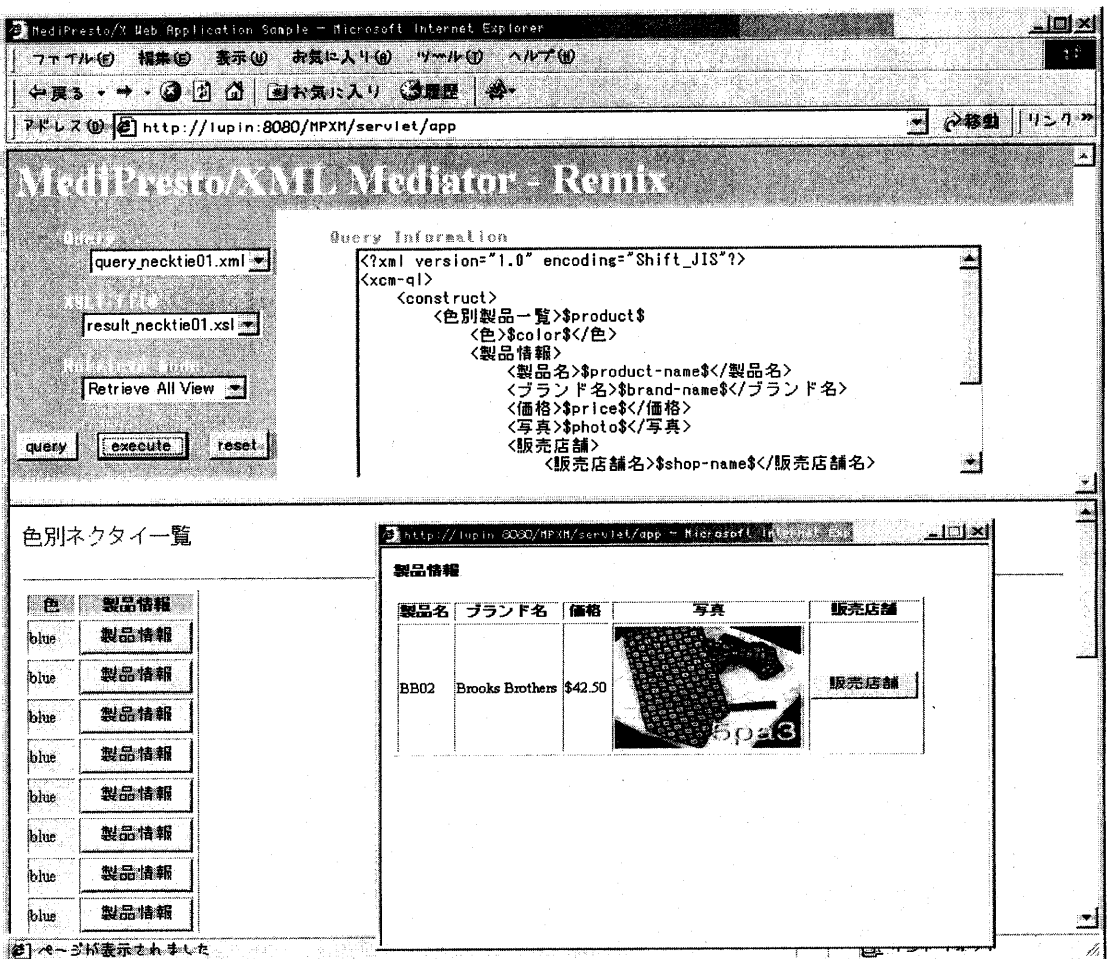 MediPresto/X Web Application Sample - Microsoft Internet Explorer
ファイル(F) 編集(E) 表示(V) お気に入り(A) ツール(T) ヘルプ(H)
戻る お気に入り 履歴
アドレス(D) http://lupin:8080/MPXM/servlet/app 移動 リンク »
MediPresto/XML Mediator - Remix
Query
query_necktie01.xml
result_necktie01.xsl
Retrieve All View
query execute reset
Query Information
<?xml version="1.0" encoding="Shift_JIS"?>
<xcm-ql>
<construct>
<色別製品一覧>$product$
<色>$color$</色>
<製品情報>
<製品名>$product-name$</製品名>
<ブランド名>$brand-name$</ブランド名>
<価格>$price$</価格>
<写真>$photo$</写真>
<販売店舗>
<販売店舗名>$shop-name$</販売店舗名>
色別ネクタイ一覧
色 製品情報
blue 製品情報
blue 製品情報
blue 製品情報
blue 製品情報
blue 製品情報
blue 製品情報
blue 製品情報
blue 製品情報
http://lupin:8080/MPXM/servlet/app - Microsoft Internet Exp
製品情報
製品名 ブランド名 価格 写真 販売店舗
BB02 Brooks Brothers $42.50 販売店舗
5pa3
ページが表示されました